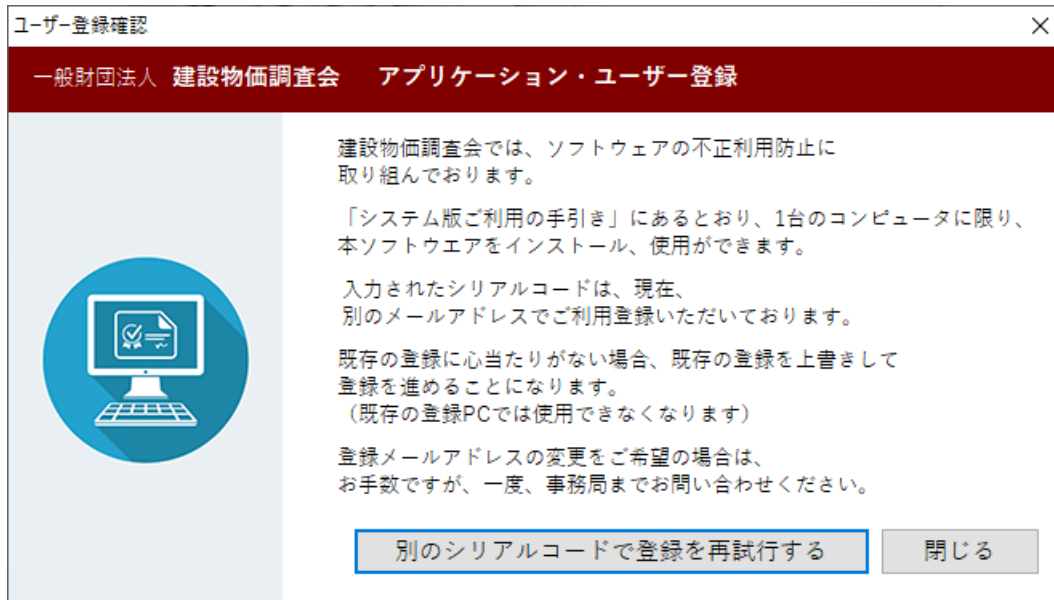 ユーザー登録確認
一般財団法人 建設物価調査会 アプリケーション・ユーザー登録
建設物価調査会では、ソフトウェアの不正利用防止に
取り組んでおります。
「システム版ご利用の手引き」にあるとおり、1台のコンピュータに限り、
本ソフトウエアをインストール、使用ができます。
入力されたシリアルコードは、現在、
別のメールアドレスでご利用登録いただいております。
既存の登録に心当たりがない場合、既存の登録を上書きして
登録を進めることになります。
（既存の登録PCでは使用できなくなります）
登録メールアドレスの変更をご希望の場合は、
お手数ですが、一度、事務局までお問い合わせください。
別のシリアルコードで登録を再試行する 閉じる